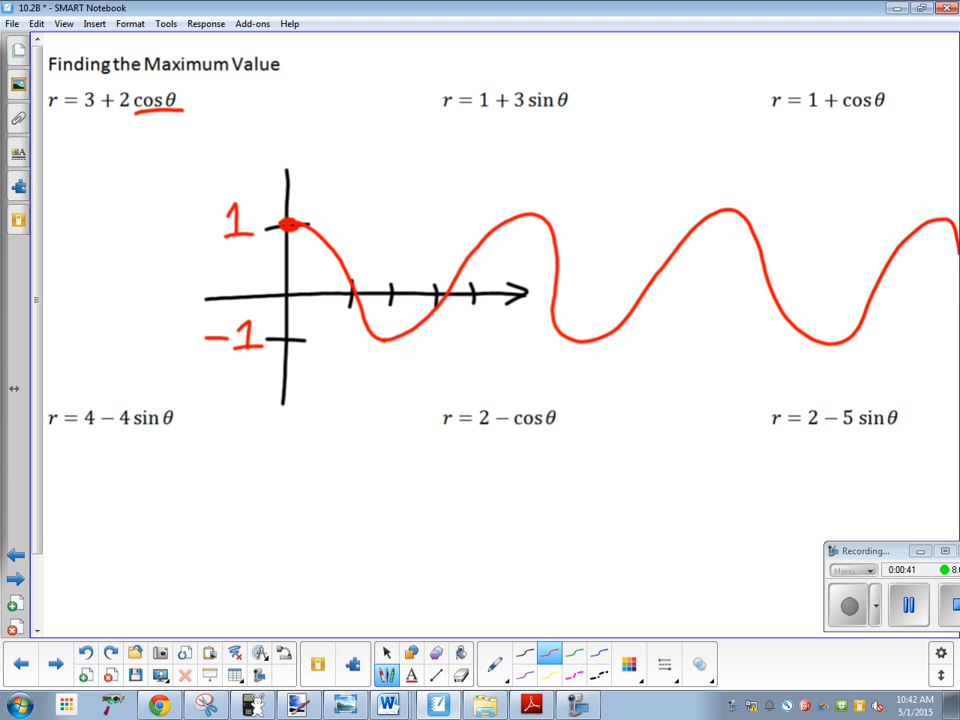 10.2B * - SMART Notebook
File Edit View Insert Format Tools Response Add-ons Help
Finding the Maximum Value
r = 3 + 2 cos θ
r = 1 + 3 sin θ
r = 1 + cos θ
1
-1
r = 4 − 4 sin θ
r = 2 − cos θ
r = 2 − 5 sin θ
Recording...
Menu 0:00:41 8.
10:42 AM
5/1/2015